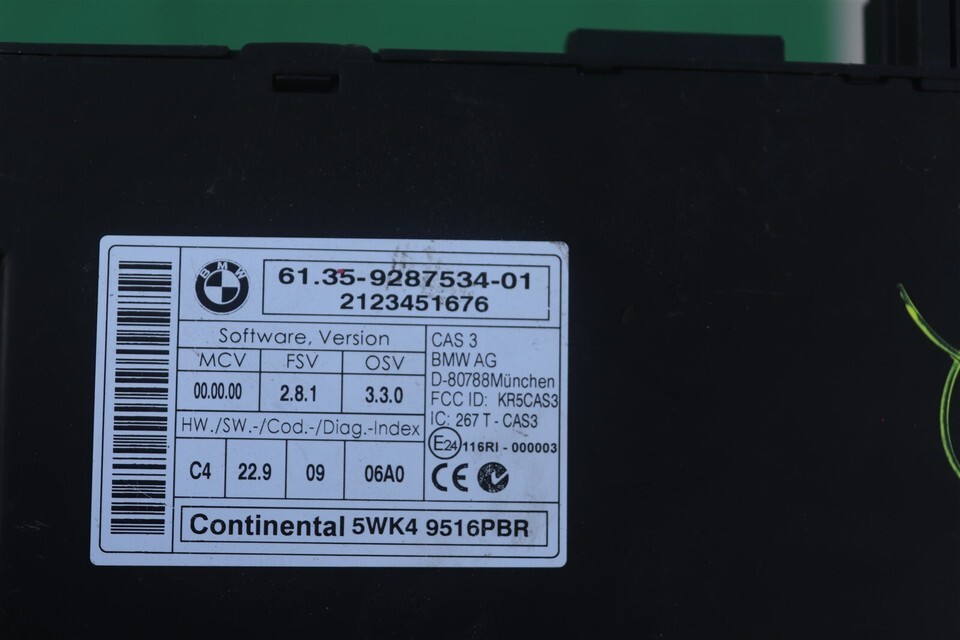 BMW
61.35-9287534-01
2123451676
Software, Version
MCV FSV OSV
00.00.00 2.8.1 3.3.0
HW./SW.-/Cod.-/Diag.-Index
C4 22.9 09 06A0
CAS 3
BMW AG
D-80788München
FCC ID: KR5CAS3
IC: 267 T - CAS3
E24 116RI - 000003
CE
Continental 5WK4 9516PBR